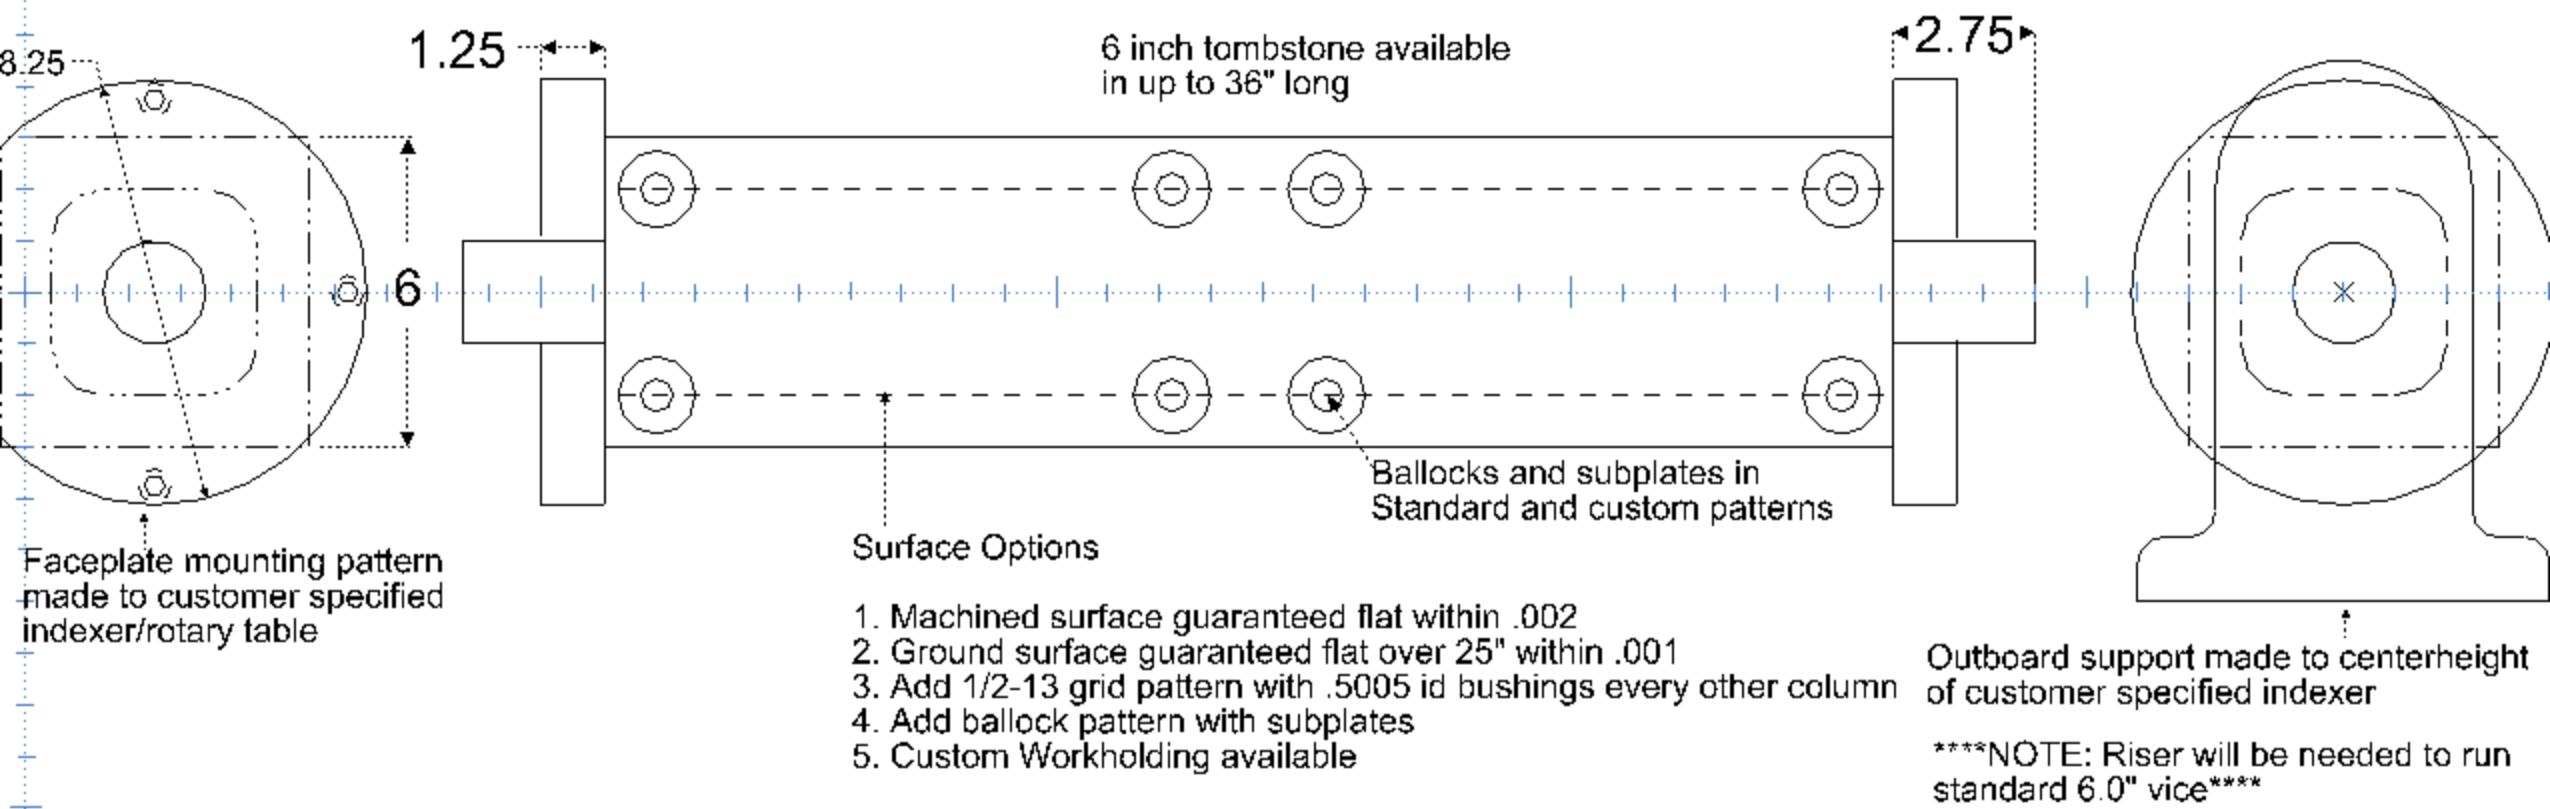 8.25
1.25
6 inch tombstone available
in up to 36" long
2.75
6
Ballocks and subplates in
Standard and custom patterns
Faceplate mounting pattern
made to customer specified
indexer/rotary table
Surface Options
1. Machined surface guaranteed flat within .002
2. Ground surface guaranteed flat over 25" within .001
3. Add 1/2-13 grid pattern with .5005 id bushings every other column
4. Add ballock pattern with subplates
5. Custom Workholding available
Outboard support made to centerheight
of customer specified indexer
****NOTE: Riser will be needed to run
standard 6.0" vice****